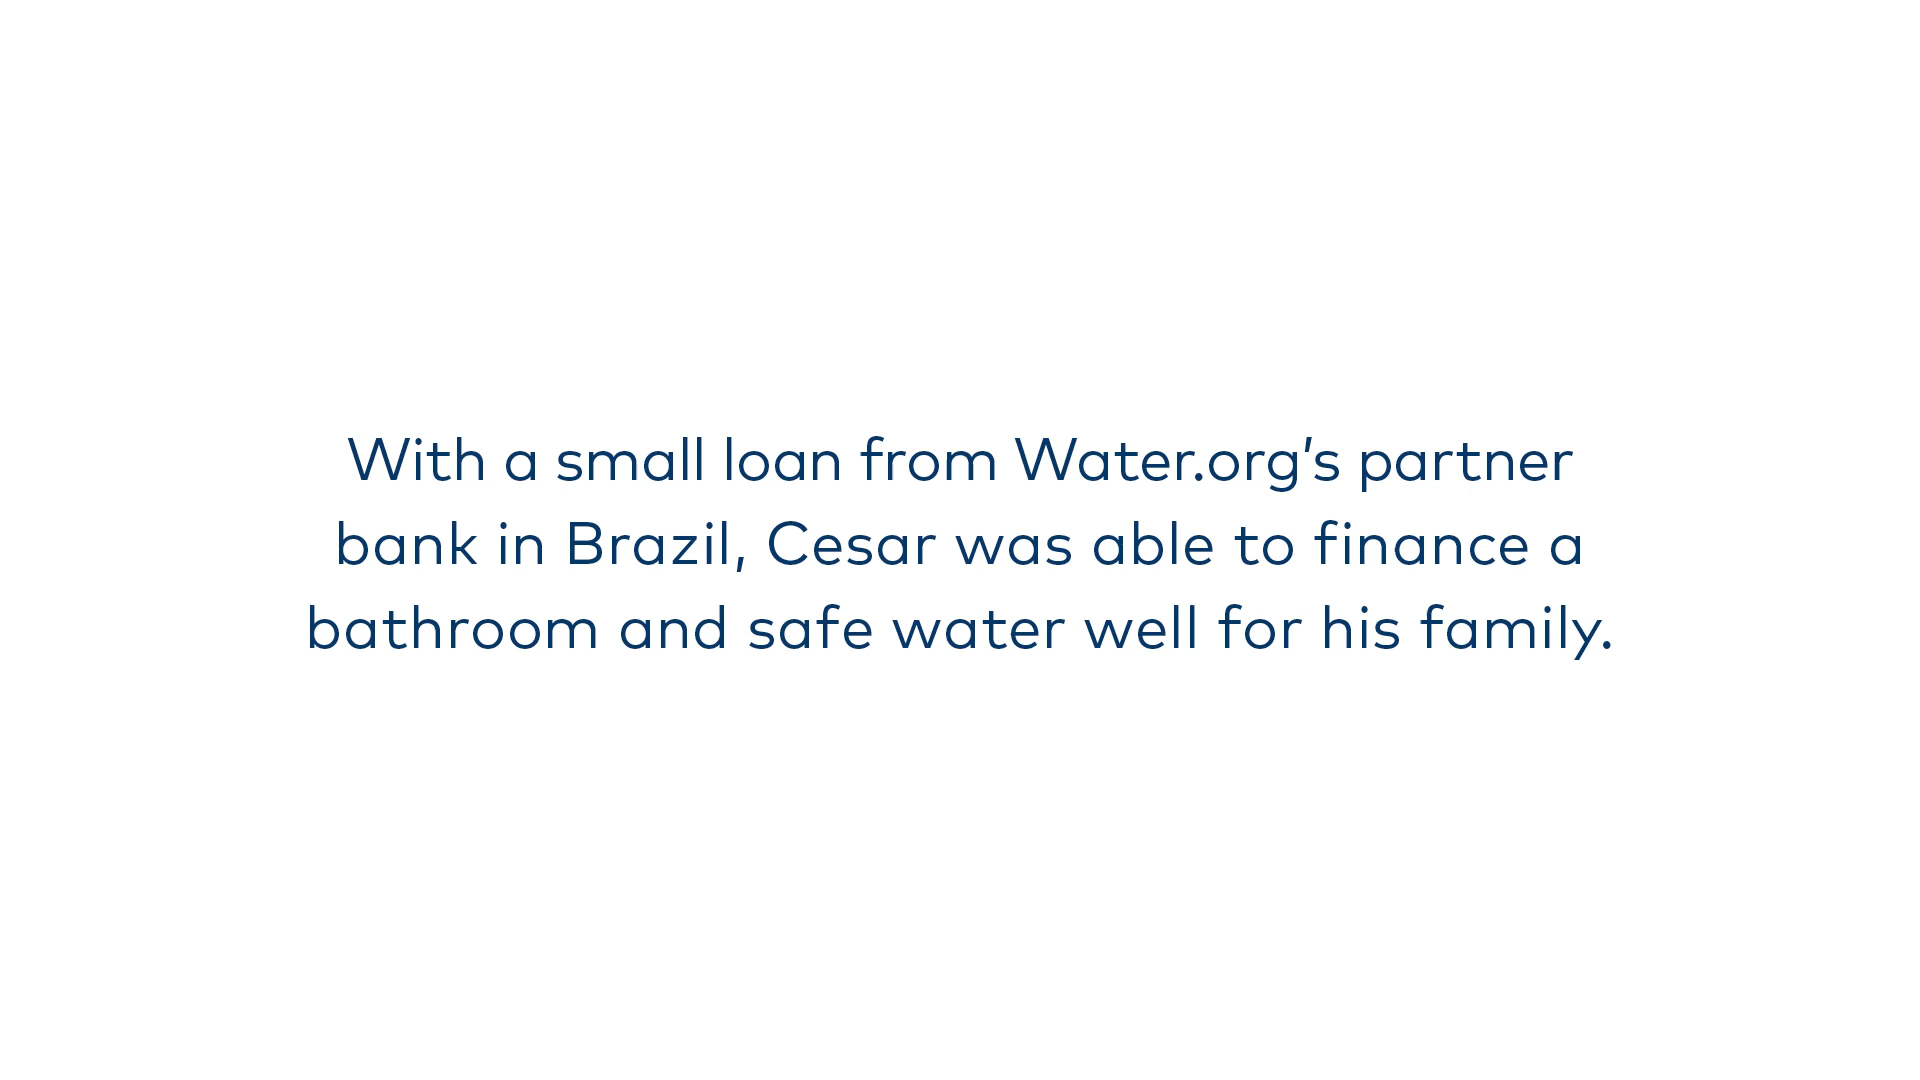 With a small loan from Water.org’s partner
bank in Brazil, Cesar was able to finance a
bathroom and safe water well for his family.